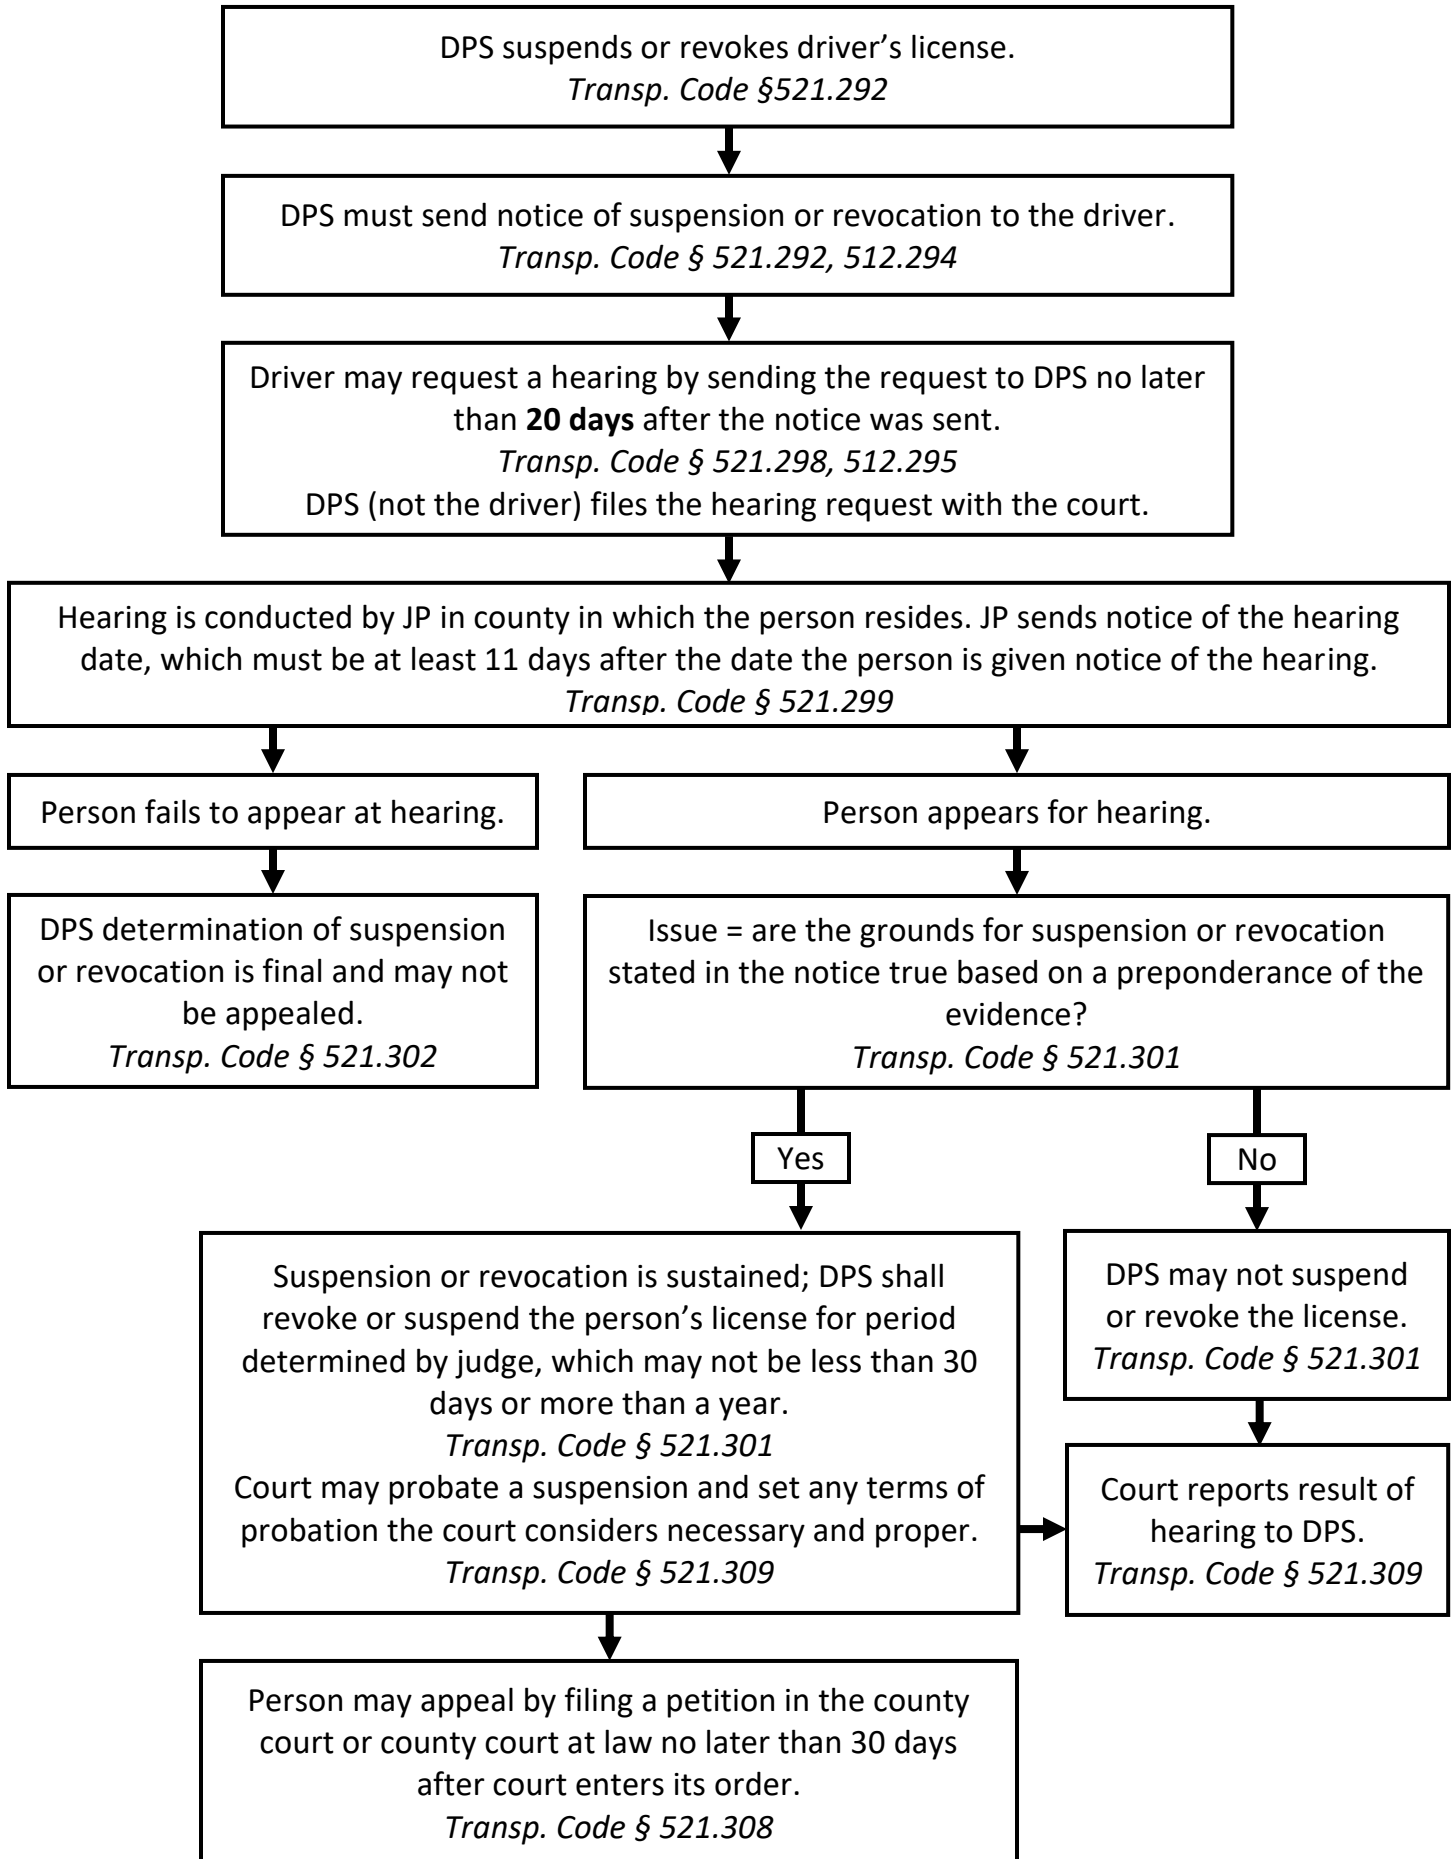 DPS suspends or revokes driver’s license.
Transp. Code §521.292
DPS must send notice of suspension or revocation to the driver.
Transp. Code § 521.292, 512.294
Driver may request a hearing by sending the request to DPS no later
than 20 days after the notice was sent.
Transp. Code § 521.298, 512.295
DPS (not the driver) files the hearing request with the court.
Hearing is conducted by JP in county in which the person resides. JP sends notice of the hearing
date, which must be at least 11 days after the date the person is given notice of the hearing.
Transp. Code § 521.299
Person fails to appear at hearing.
Person appears for hearing.
DPS determination of suspension
or revocation is final and may not
be appealed.
Transp. Code § 521.302
Issue = are the grounds for suspension or revocation
stated in the notice true based on a preponderance of the
evidence?
Transp. Code § 521.301
Yes
No
Suspension or revocation is sustained; DPS shall
revoke or suspend the person’s license for period
determined by judge, which may not be less than 30
days or more than a year.
Transp. Code § 521.301
Court may probate a suspension and set any terms of
probation the court considers necessary and proper.
Transp. Code § 521.309
DPS may not suspend
or revoke the license.
Transp. Code § 521.301
Court reports result of
hearing to DPS.
Transp. Code § 521.309
Person may appeal by filing a petition in the county
court or county court at law no later than 30 days
after court enters its order.
Transp. Code § 521.308